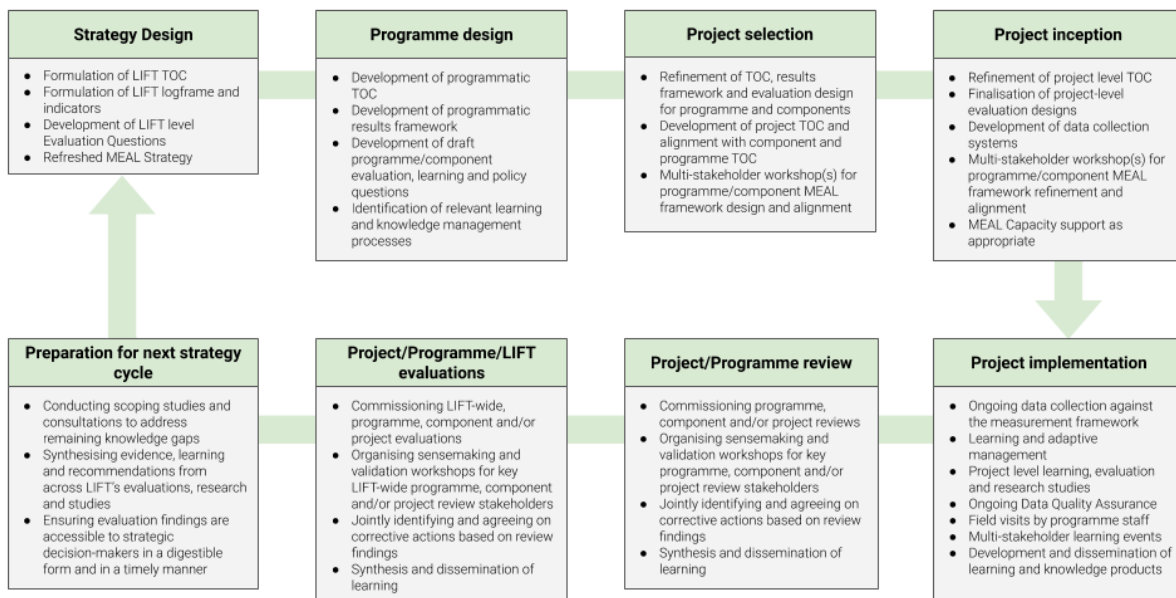 Strategy Design
● Formulation of LIFT TOC
● Formulation of LIFT logframe and
indicators
● Development of LIFT level
Evaluation Questions
● Refreshed MEAL Strategy
Programme design
● Development of programmatic
TOC
● Development of programmatic
results framework
● Development of draft
programme/component
evaluation, learning and policy
questions
● Identification of relevant learning
and knowledge management
processes
Project selection
● Refinement of TOC, results
framework and evaluation design
for programme and components
● Development of project TOC and
alignment with component and
programme TOC
● Multi-stakeholder workshop(s) for
programme/component MEAL
framework design and alignment
Project inception
● Refinement of project level TOC
● Finalisation of project-level
evaluation designs
● Development of data collection
systems
● Multi-stakeholder workshop(s) for
programme/component MEAL
framework refinement and
alignment
● MEAL Capacity support as
appropriate
Preparation for next strategy
cycle
● Conducting scoping studies and
consultations to address
remaining knowledge gaps
● Synthesising evidence, learning
and recommendations from
across LIFT's evaluations, research
and studies
● Ensuring evaluation findings are
accessible to strategic
decision-makers in a digestible
form and in a timely manner
Project/Programme/LIFT
evaluations
● Commissioning LIFT-wide,
programme, component and/or
project evaluations
● Organising sensemaking and
validation workshops for key
LIFT-wide programme, component
and/or project review stakeholders
● Jointly identifying and agreeing on
corrective actions based on review
findings
● Synthesis and dissemination of
learning
Project/Programme review
● Commissioning programme,
component and/or project reviews
● Organising sensemaking and
validation workshops for key
programme, component and/or
project review stakeholders
● Jointly identifying and agreeing on
corrective actions based on review
findings
● Synthesis and dissemination of
learning
Project implementation
● Ongoing data collection against
the measurement framework
● Learning and adaptive
management
● Project level learning, evaluation
and research studies
● Ongoing Data Quality Assurance
● Field visits by programme staff
● Multi-stakeholder learning events
● Development and dissemination of
learning and knowledge products